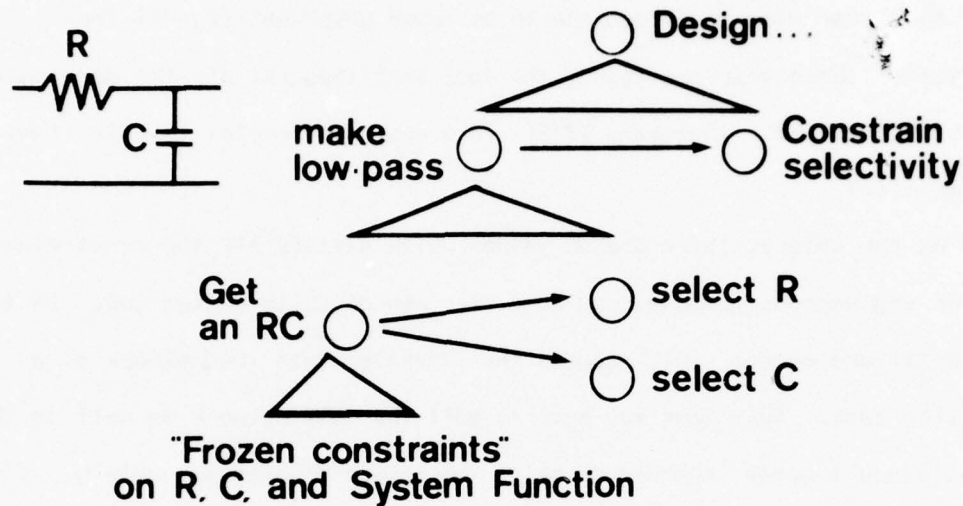 R
C
Design...
make
low-pass
Constrain
selectivity
Get
an RC
select R
select C
"Frozen constraints"
on R, C, and System Function